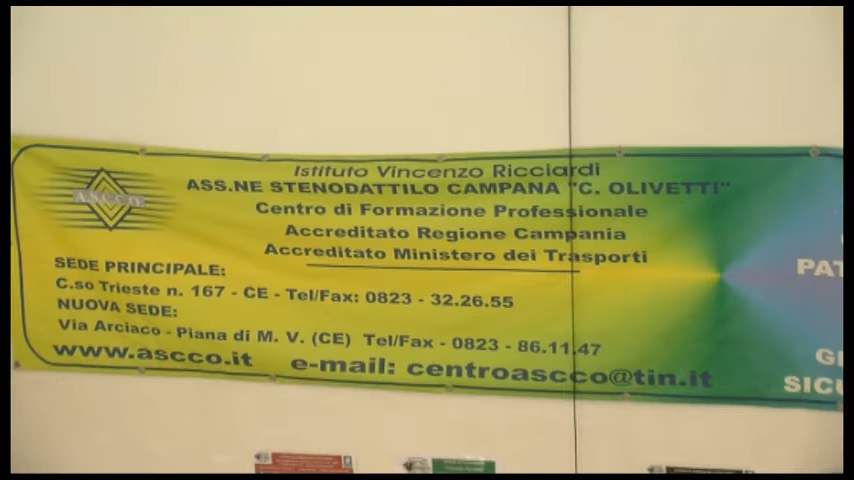 Istituto Vincenzo Ricciardi
ASS.NE STENODATTILO CAMPANA "C. OLIVETTI"
ASCCO
Centro di Formazione Professionale
Accreditato Regione Campania
Accreditato Ministero dei Trasporti
SEDE PRINCIPALE:
C.so Trieste n. 167 - CE - Tel/Fax: 0823 - 32.26.55
NUOVA SEDE:
Via Arciaco - Piana di M. V. (CE) Tel/Fax - 0823 - 86.11.47
www.ascco.it e-mail: centroascco@tin.it
PAT
SICU